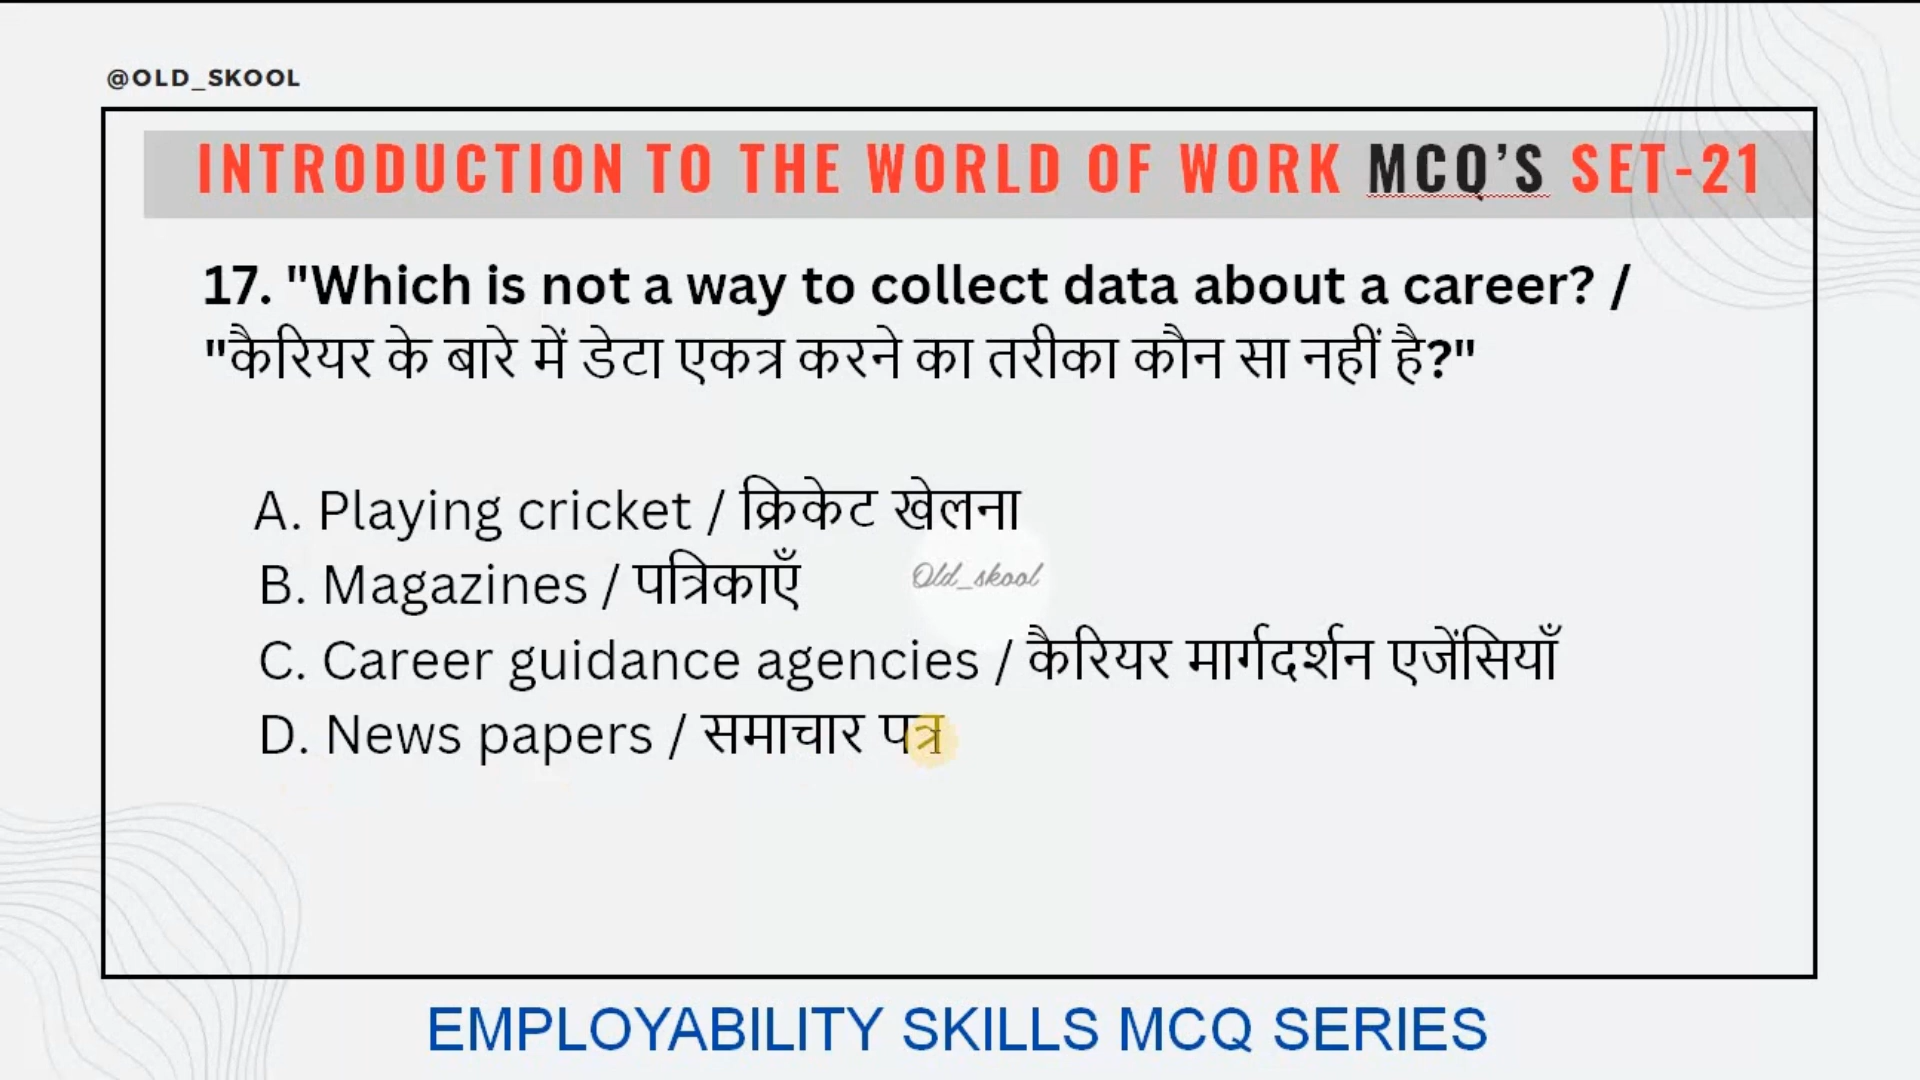 @OLD_SKOOL
INTRODUCTION TO THE WORLD OF WORK MCQ’S SET-21
17. "Which is not a way to collect data about a career? /
"कैरियर के बारे में डेटा एकत्र करने का तरीका कौन सा नहीं है?"
A. Playing cricket / क्रिकेट खेलना
B. Magazines / पत्रिकाएँ
Old_skool
C. Career guidance agencies / कैरियर मार्गदर्शन एजेंसियाँ
D. News papers / समाचार पत्र
EMPLOYABILITY SKILLS MCQ SERIES